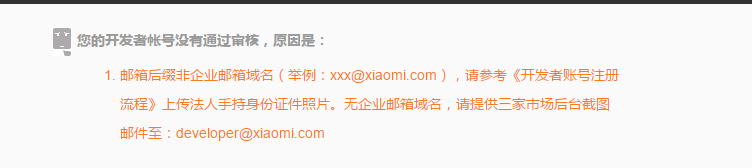 您的开发者帐号没有通过审核，原因是：
1. 邮箱后缀非企业邮箱域名（举例：xxx@xiaomi.com），请参考《开发者账号注册
流程》上传法人手持身份证件照片。无企业邮箱域名，请提供三家市场后台截图
邮件至：developer@xiaomi.com